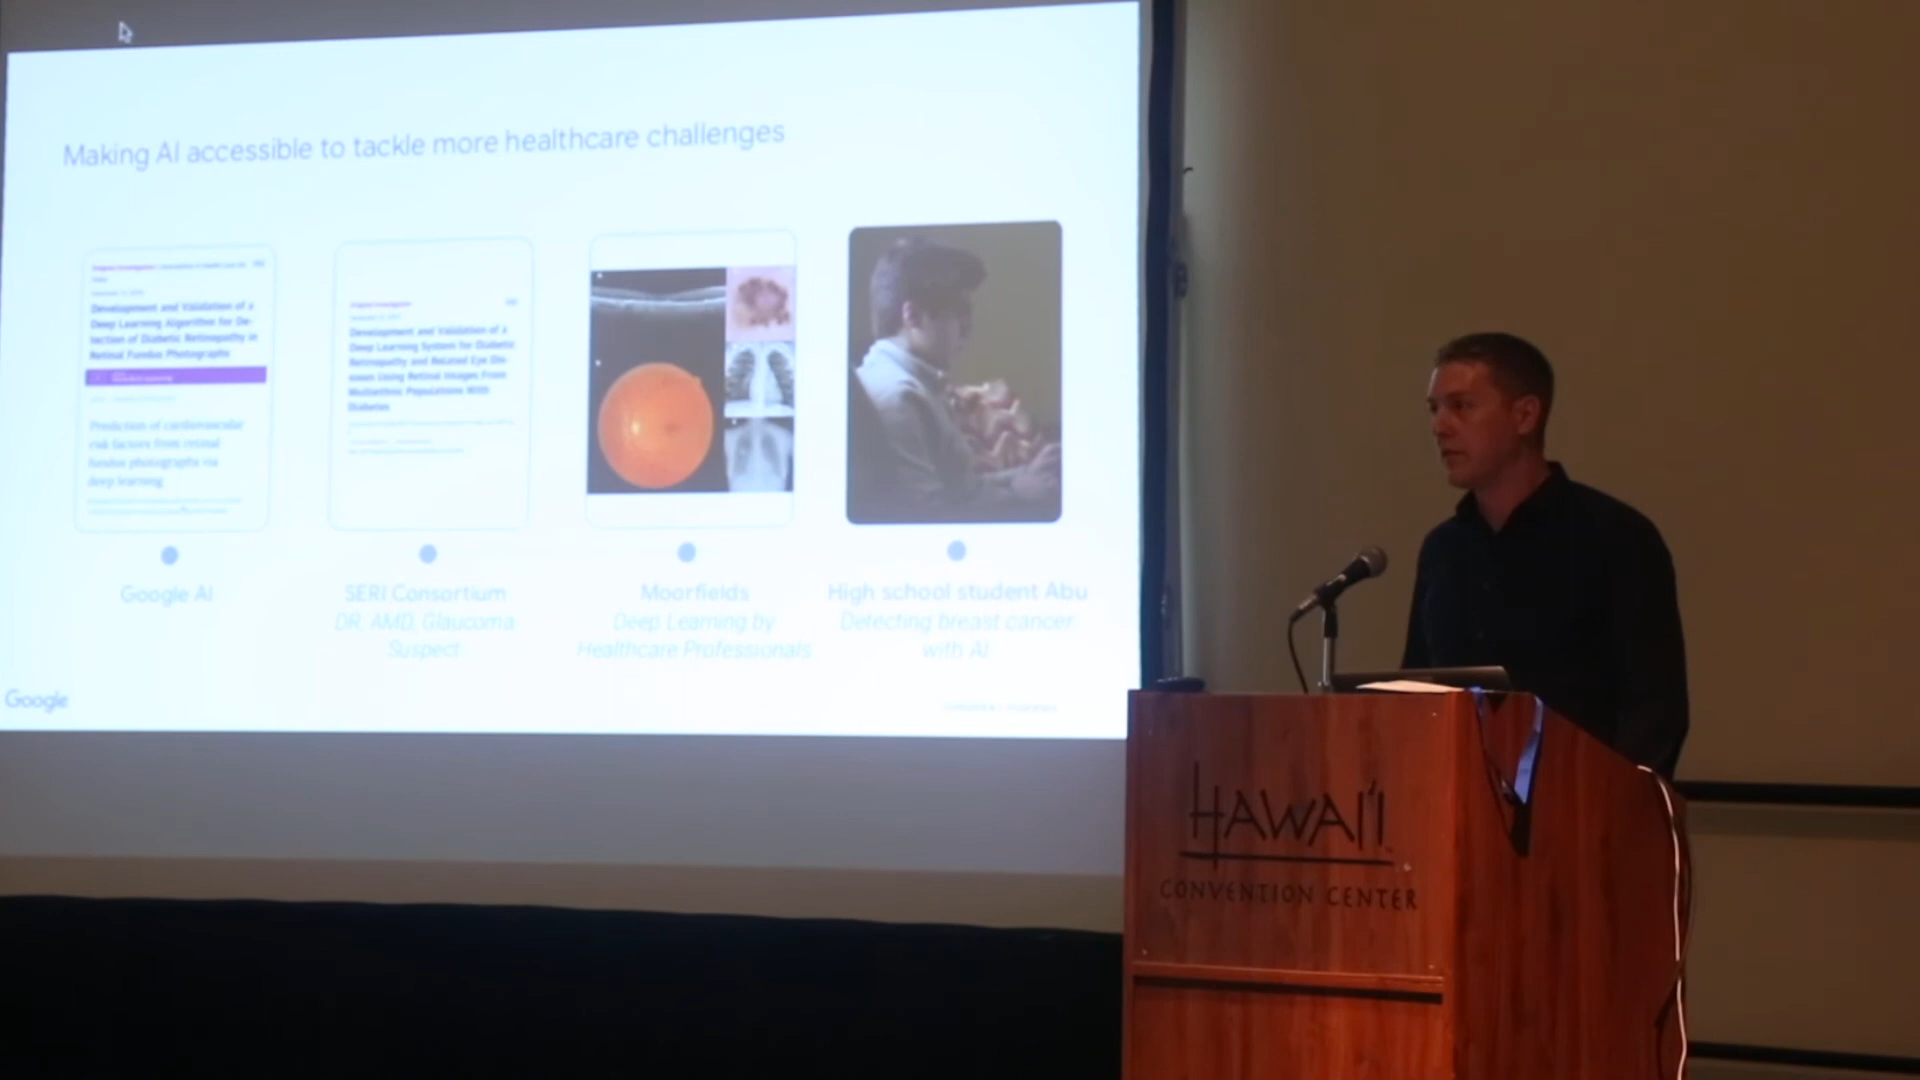 Making AI accessible to tackle more healthcare challenges
Development and Validation of a
Deep Learning Algorithm for De-
tection of Diabetic Retinopathy in
Retinal Fundus Photographs
Prediction of cardiovascular
risk factors from retinal
fundus photographs via
deep learning
Development and Validation of a
Deep Learning System for Diabetic
Retinopathy and Related Eye Dis-
eases Using Retinal Images From
Multiethnic Populations With
Diabetes
Google AI
SERI Consortium
DR, AMD, Glaucoma
Suspect
Moorfields
Deep Learning by
Healthcare Professionals
High school student Abu
Detecting breast cancer
with AI
Google
HAWAI'I
CONVENTION CENTER